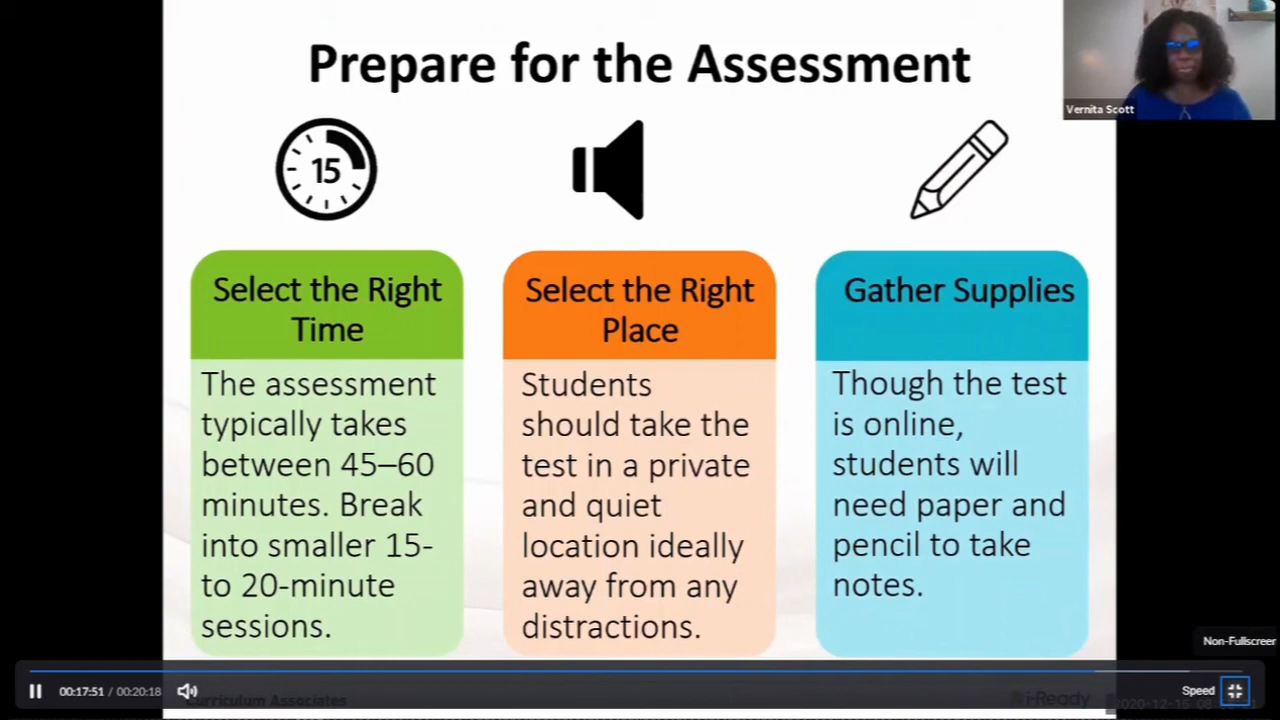 Prepare for the Assessment
Vernita Scott
15
Select the Right
Time
The assessment
typically takes
between 45–60
minutes. Break
into smaller 15-
to 20-minute
sessions.
Select the Right
Place
Students
should take the
test in a private
and quiet
location ideally
away from any
distractions.
Gather Supplies
Though the test
is online,
students will
need paper and
pencil to take
notes.
Non-Fullscreen
00:17:51 / 00:20:18
Speed
Curriculum Associates
i-Ready